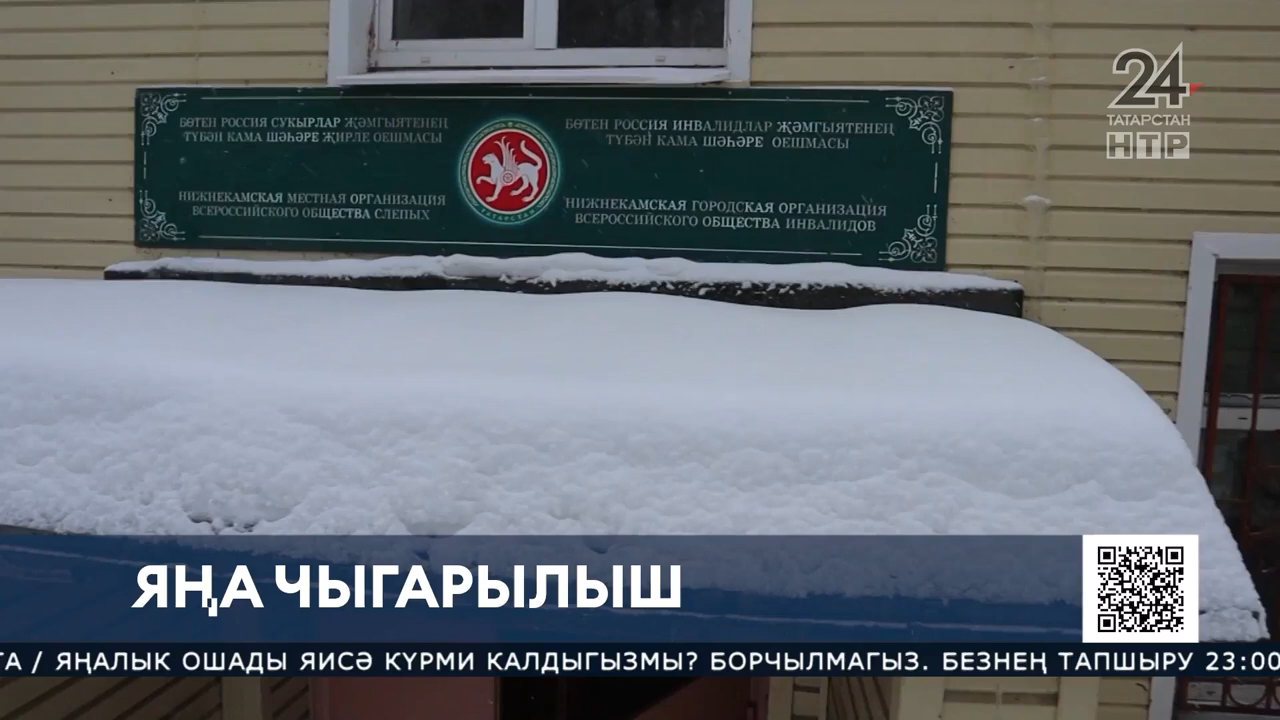 БӨТЕН РОССИЯ СУКЫРЛАР ҖӘМГЫЯТЕНЕҢ
ТҮБӘН КАМА ШӘҺӘРЕ ҖИРЛЕ ОЕШМАСЫ
НИЖНЕКАМСКАЯ МЕСТНАЯ ОРГАНИЗАЦИЯ
ВСЕРОССИЙСКОГО ОБЩЕСТВА СЛЕПЫХ
ТАТАРСТАН
БӨТЕН РОССИЯ ИНВАЛИДЛАР ҖӘМГЫЯТЕНЕҢ
ТҮБӘН КАМА ШӘҺӘРЕ ОЕШМАСЫ
НИЖНЕКАМСКАЯ ГОРОДСКАЯ ОРГАНИЗАЦИЯ
ВСЕРОССИЙСКОГО ОБЩЕСТВА ИНВАЛИДОВ
24
ТАТАРСТАН
НТР
ЯҢА ЧЫГАРЫЛЫШ
ТА / ЯҢАЛЫК ОШАДЫ ЯИСӘ КҮРМИ КАЛДЫГЫЗМЫ? БОРЧЫЛМАГЫЗ. БЕЗНЕҢ ТАПШЫРУ 23:00